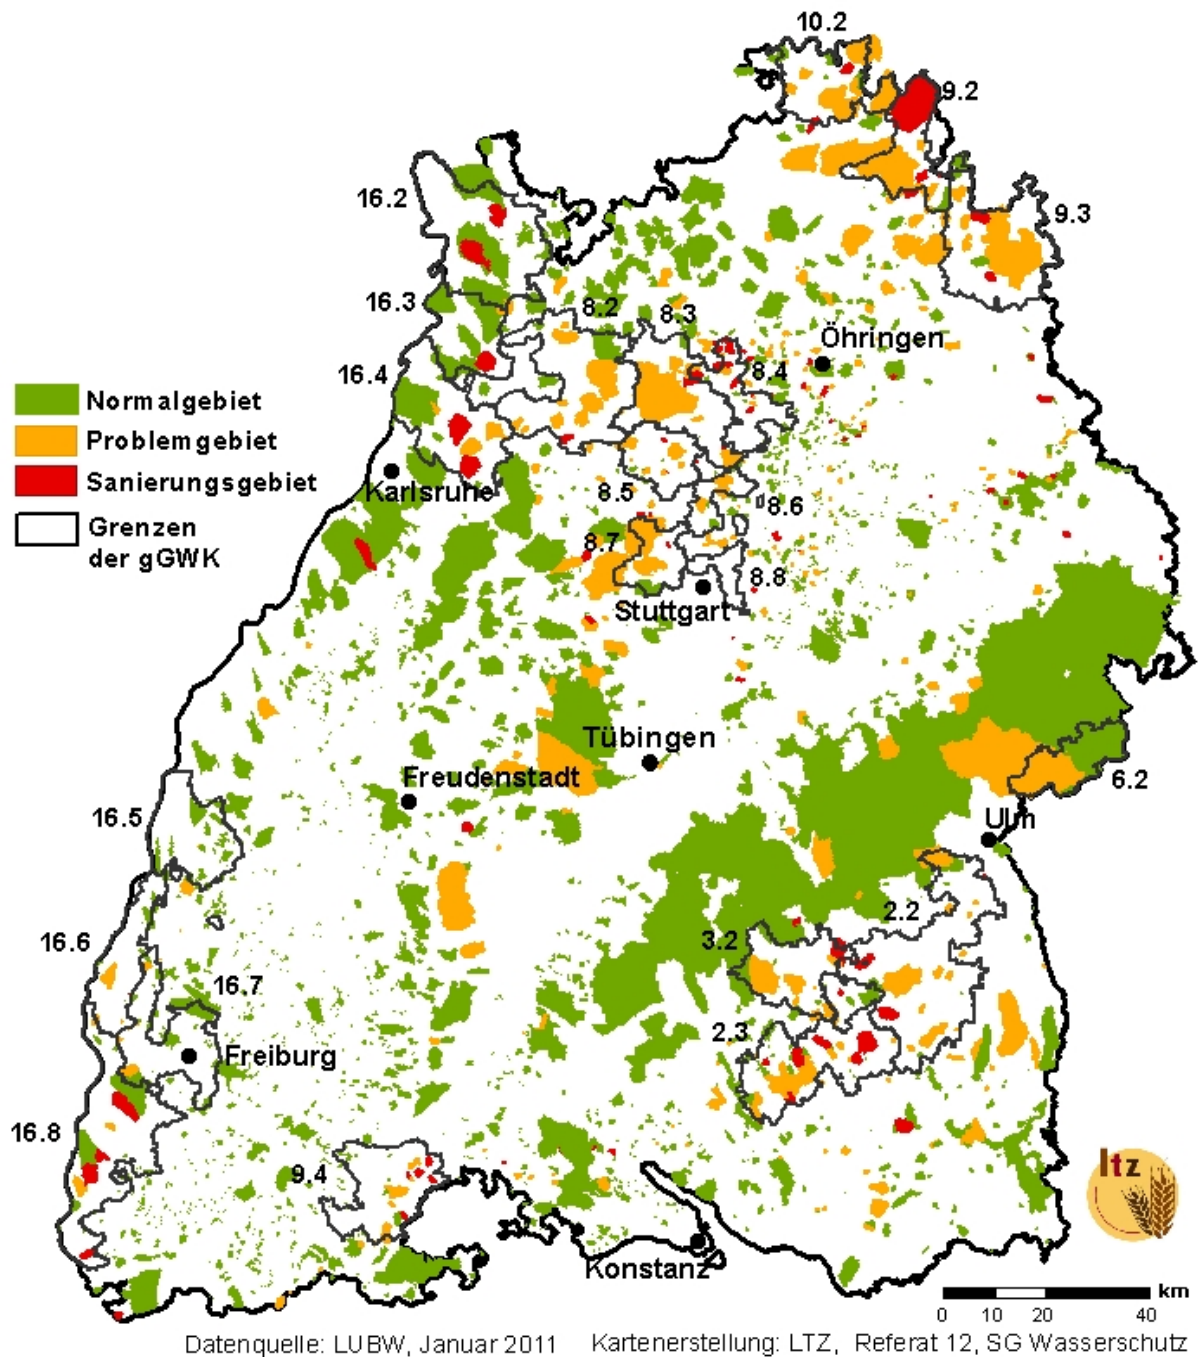 10.2
9.2
16.2
9.3
16.3
8.2
8.3
Öhringen
16.4
8.4
Normalgebiet
Problemgebiet
Sanierungsgebiet
Grenzen
der gGWK
Karlsruhe
8.5
8.6
8.7
8.8
Stuttgart
Tübingen
Freudenstadt
6.2
16.5
Ulm
2.2
3.2
16.6
16.7
2.3
Freiburg
16.8
9.4
ltz
Konstanz
km
0 10 20 40
Datenquelle: LUBW, Januar 2011 Kartenerstellung: LTZ, Referat 12, SG Wasserschutz